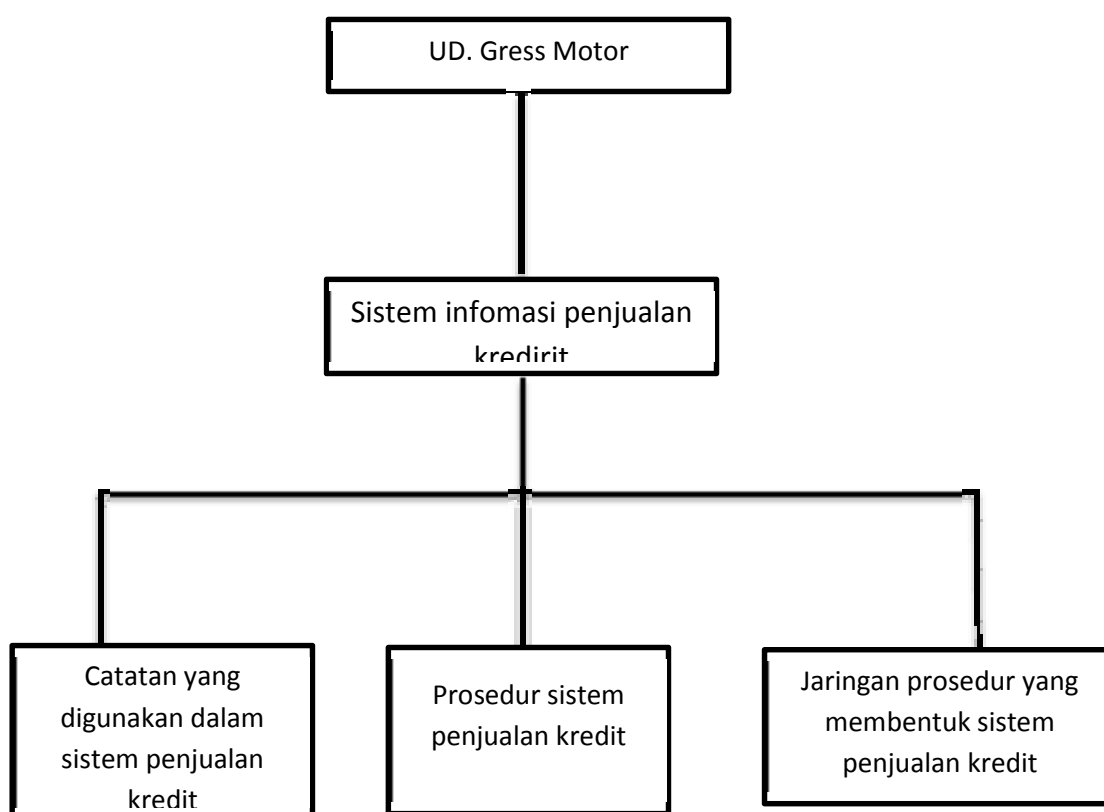 UD. Gress Motor
Sistem infomasi penjualan
kredirit
Catatan yang
digunakan dalam
sistem penjualan
kredit
Prosedur sistem
penjualan kredit
Jaringan prosedur yang
membentuk sistem
penjualan kredit